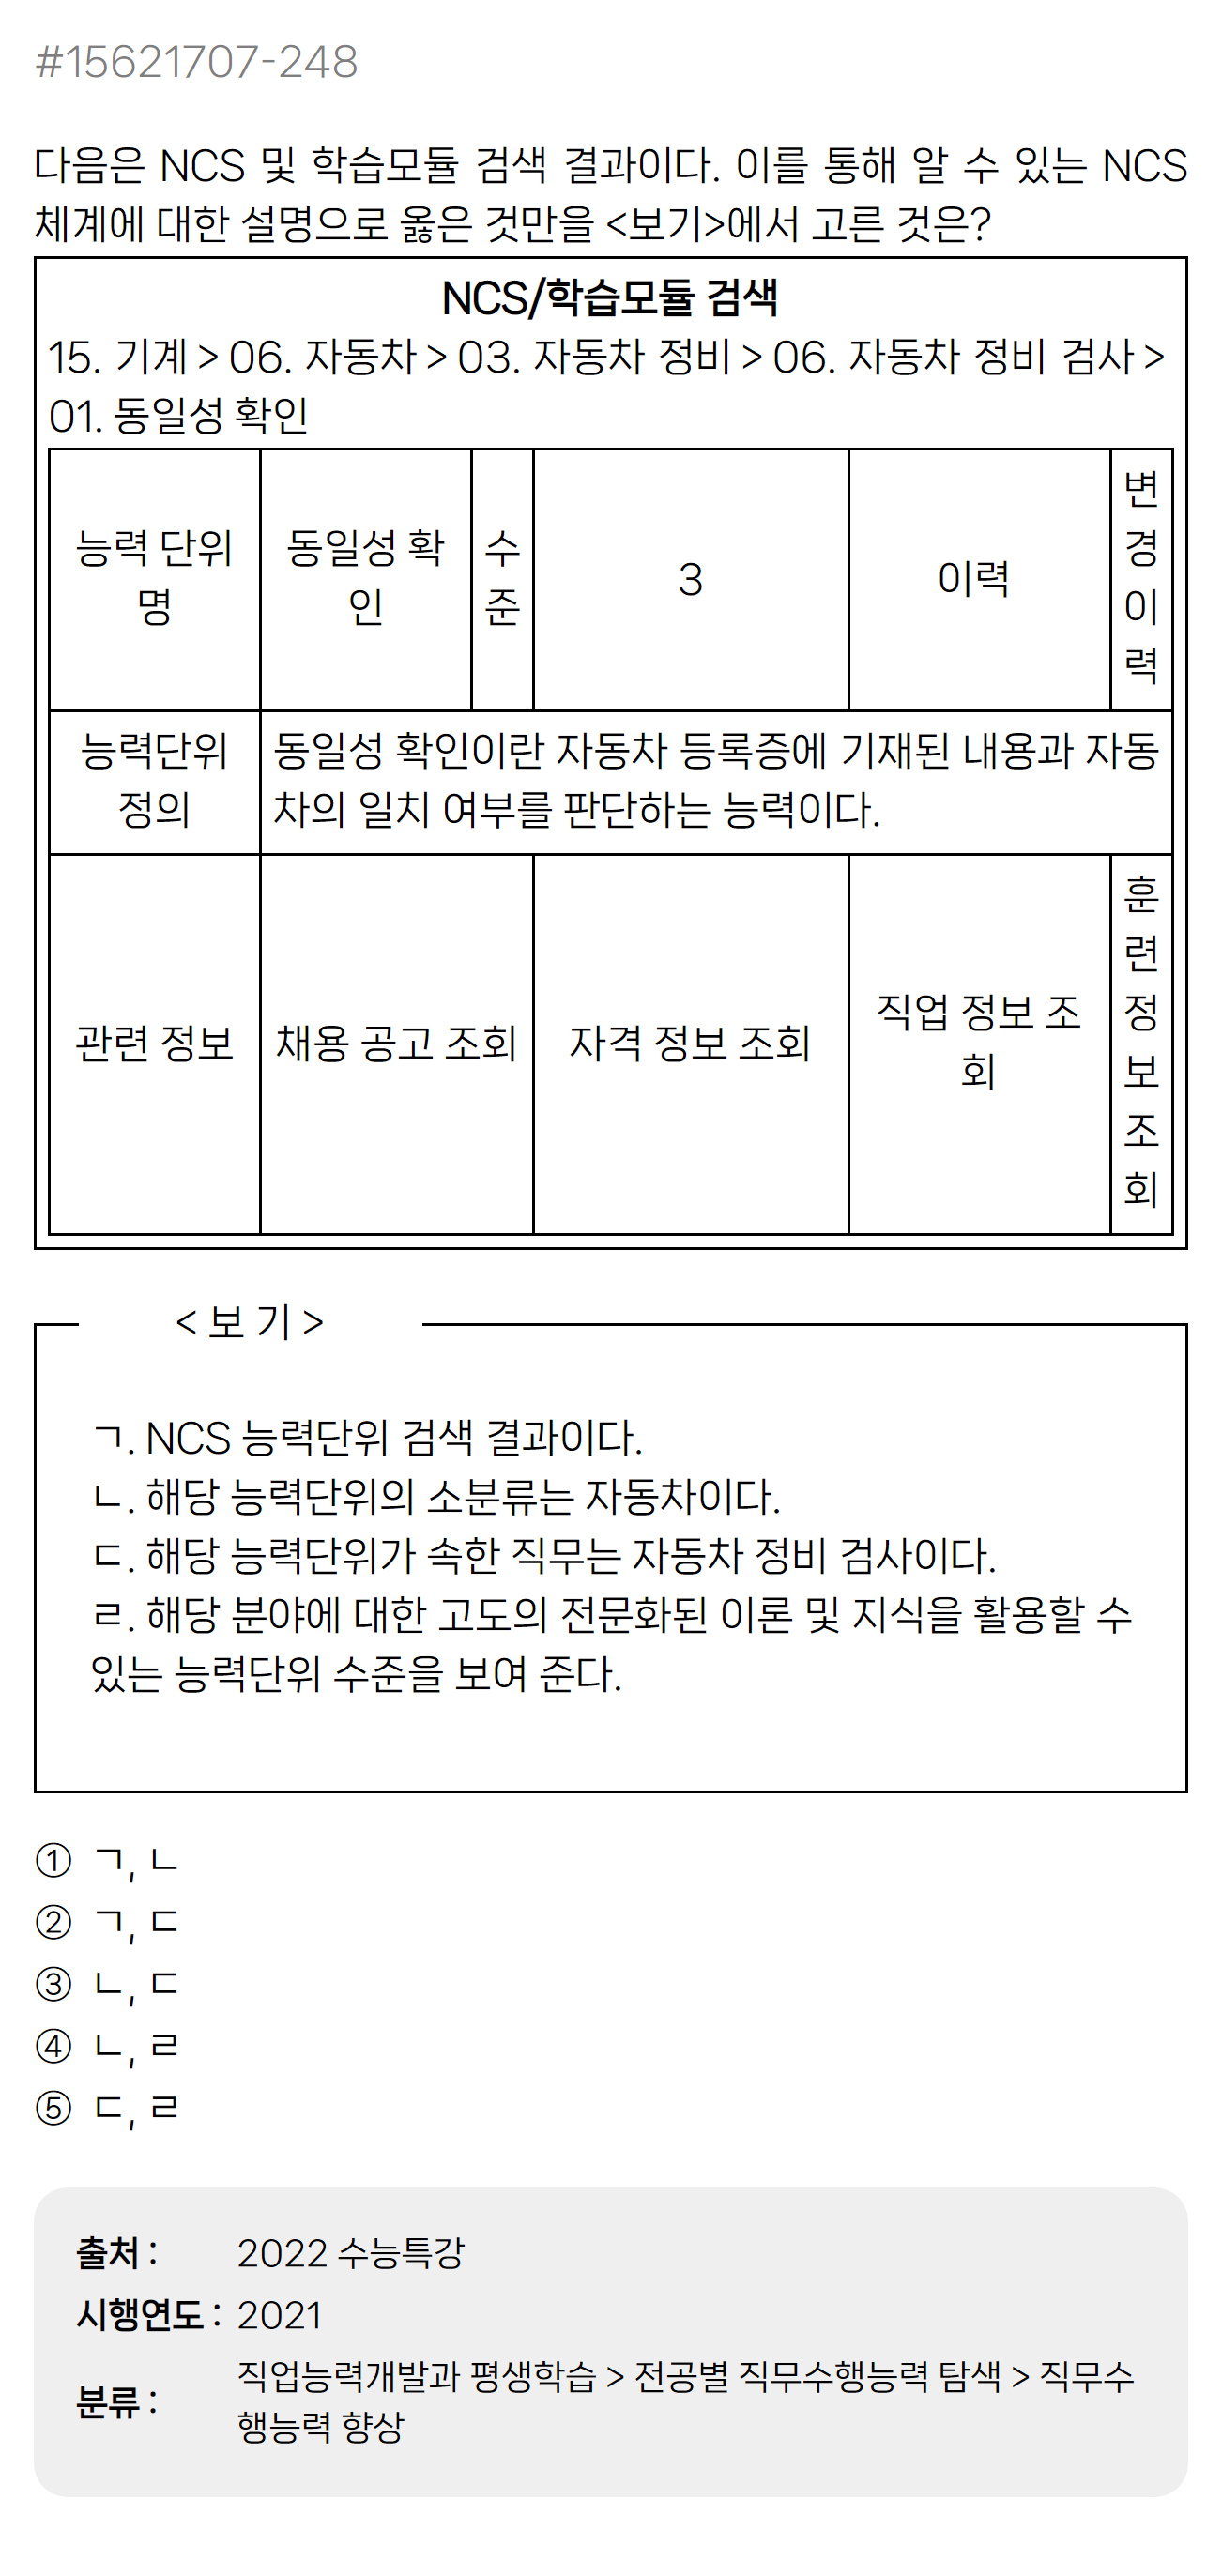 #15621707-248
다음은 NCS 및 학습모듈 검색 결과이다. 이를 통해 알 수 있는 NCS
체계에 대한 설명으로 옳은 것만을 <보기>에서 고른 것은?
NCS/학습모듈 검색
15. 기계 > 06. 자동차 > 03. 자동차 정비 > 06. 자동차 정비 검사 >
01. 동일성 확인
능력 단위
명
동일성 확
인
수
준
3
이력
변
경
이
력
능력단위
정의
동일성 확인이란 자동차 등록증에 기재된 내용과 자동
차의 일치 여부를 판단하는 능력이다.
관련 정보
채용 공고 조회
자격 정보 조회
직업 정보 조
회
훈
련
정
보
조
회
< 보 기 >
ㄱ. NCS 능력단위 검색 결과이다.
ㄴ. 해당 능력단위의 소분류는 자동차이다.
ㄷ. 해당 능력단위가 속한 직무는 자동차 정비 검사이다.
ㄹ. 해당 분야에 대한 고도의 전문화된 이론 및 지식을 활용할 수
있는 능력단위 수준을 보여 준다.
① ㄱ, ㄴ
② ㄱ, ㄷ
③ ㄴ, ㄷ
④ ㄴ, ㄹ
⑤ ㄷ, ㄹ
출처 : 2022 수능특강
시행연도 : 2021
분류 : 직업능력개발과 평생학습 > 전공별 직무수행능력 탐색 > 직무수
행능력 향상